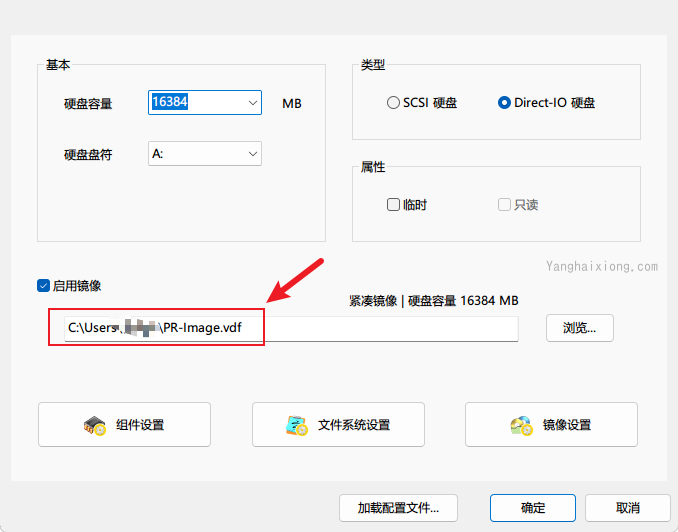 基本
硬盘容量
16384
MB
硬盘盘符
A:
类型
SCSI 硬盘
Direct-IO 硬盘
属性
临时
只读
Yanghaixiong.com
启用镜像
紧凑镜像 | 硬盘容量 16384 MB
C:\Users\ \PR-Image.vdf
浏览...
组件设置
文件系统设置
镜像设置
加载配置文件...
确定
取消